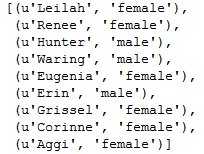 [(u'Leilah', 'female'),
(u'Renee', 'female'),
(u'Hunter', 'male'),
(u'Waring', 'male'),
(u'Eugenia', 'female'),
(u'Erin', 'male'),
(u'Grissel', 'female'),
(u'Corinne', 'female'),
(u'Aggi', 'female')]